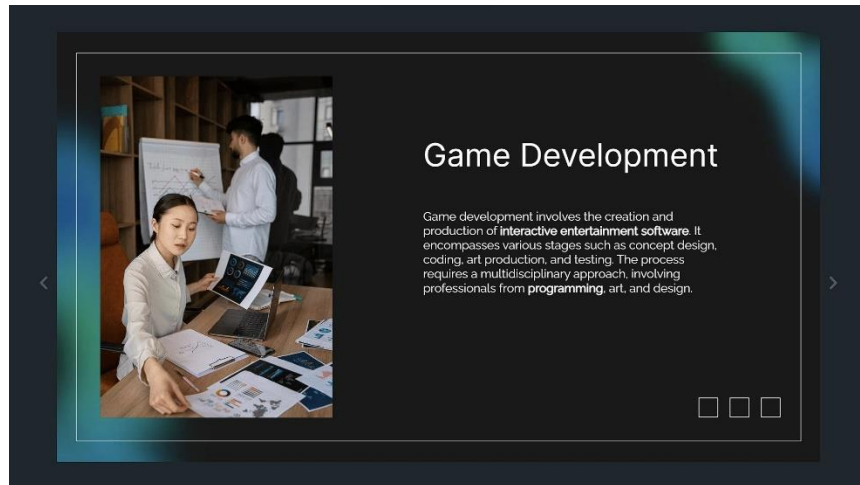 Game Development
Game development involves the creation and
production of interactive entertainment software. It
encompasses various stages such as concept design,
coding, art production, and testing. The process
requires a multidisciplinary approach, involving
professionals from programming, art, and design.